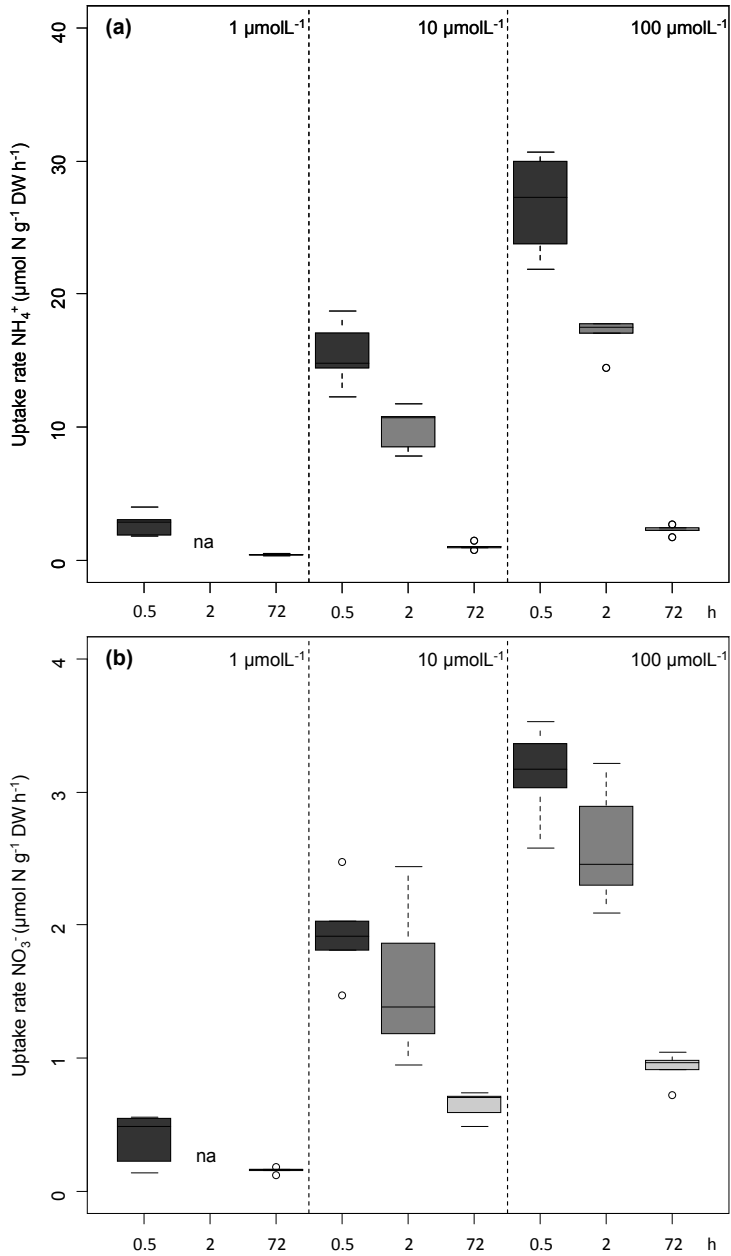 (a) 1 µmolL⁻¹ 10 µmolL⁻¹ 100 µmolL⁻¹
Uptake rate NH₄⁺ (µmol N g⁻¹ DW h⁻¹)
40
30
20
10
0
na
0.5 2 72 0.5 2 72 0.5 2 72 h
(b) 1 µmolL⁻¹ 10 µmolL⁻¹ 100 µmolL⁻¹
Uptake rate NO₃⁻ (µmol N g⁻¹ DW h⁻¹)
4
3
2
1
0
na
0.5 2 72 0.5 2 72 0.5 2 72 h